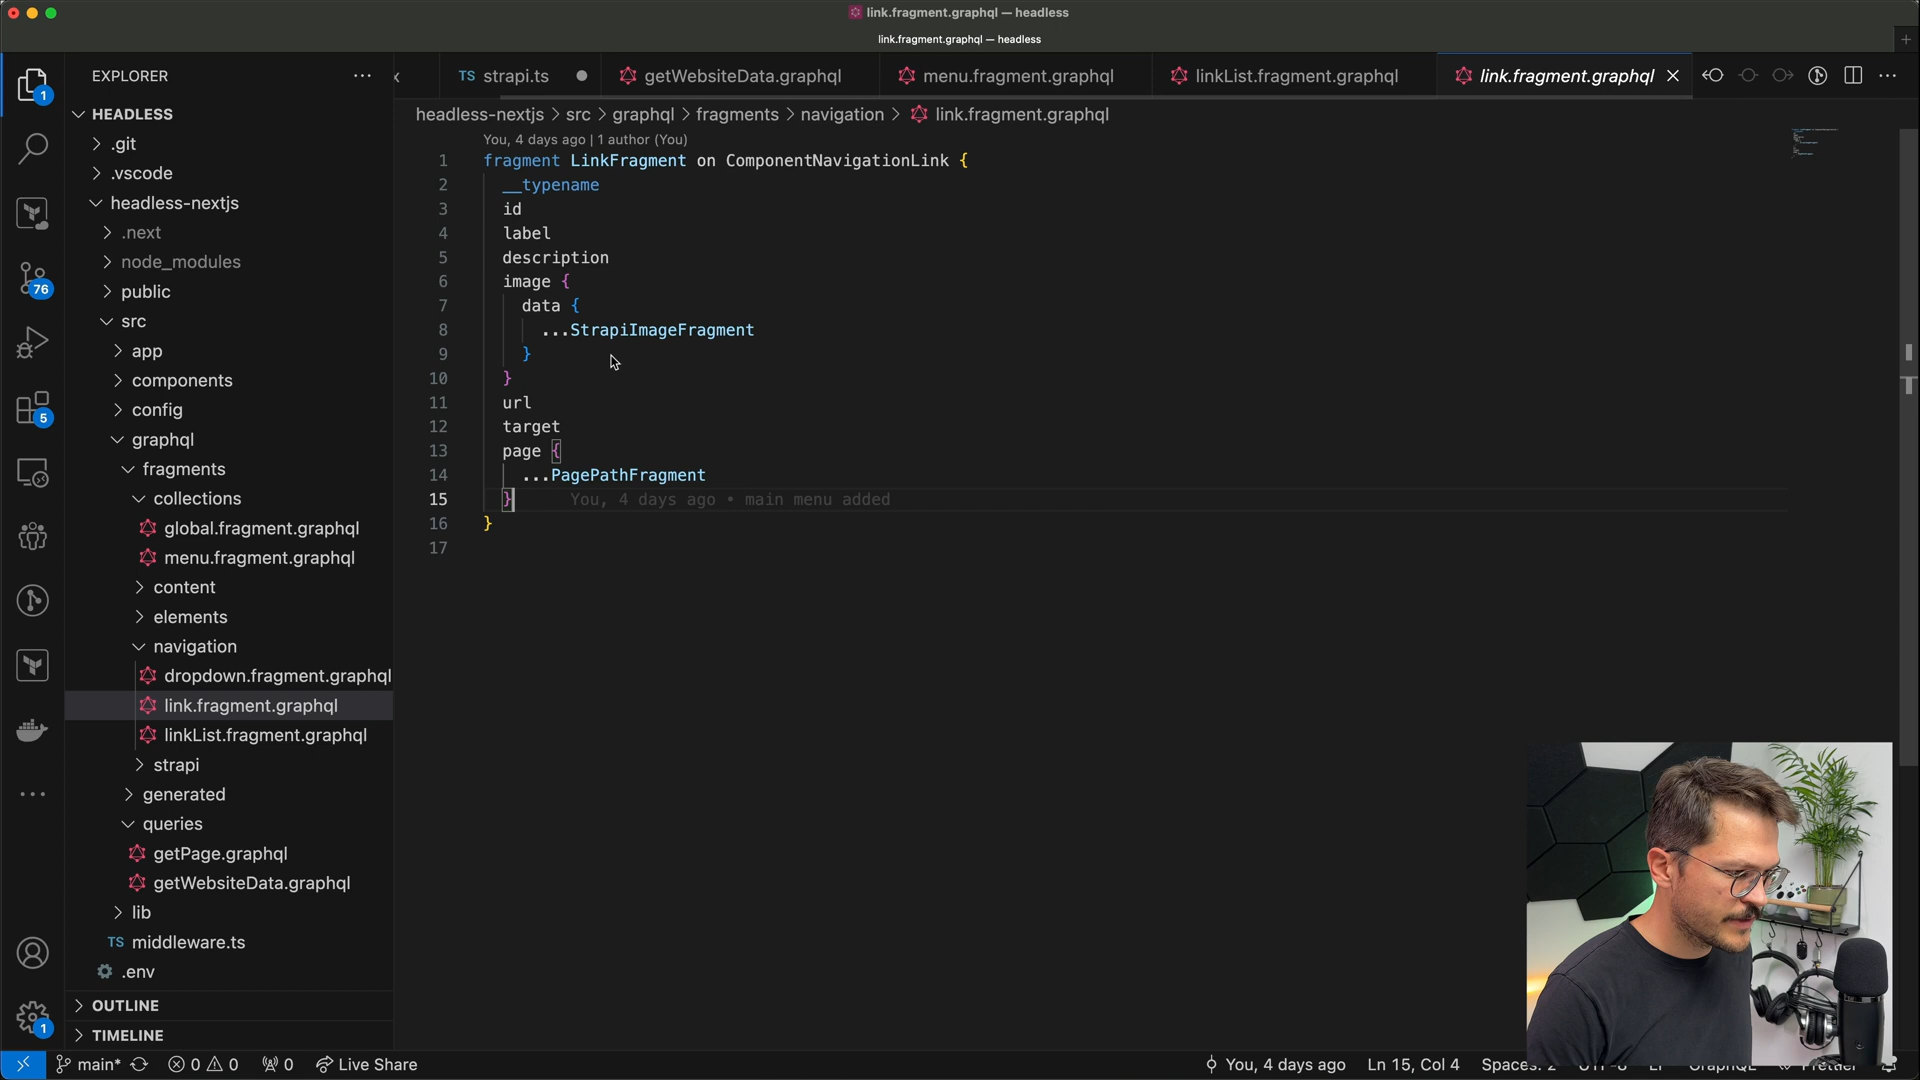 link.fragment.graphql — headless
link.fragment.graphql — headless
EXPLORER
TS strapi.ts
getWebsiteData.graphql
menu.fragment.graphql
linkList.fragment.graphql
link.fragment.graphql
headless-nextjs > src > graphql > fragments > navigation > link.fragment.graphql
HEADLESS
.git
.vscode
headless-nextjs
.next
node_modules
public
src
app
components
config
graphql
fragments
collections
global.fragment.graphql
menu.fragment.graphql
content
elements
navigation
dropdown.fragment.graphql
link.fragment.graphql
linkList.fragment.graphql
strapi
generated
queries
getPage.graphql
getWebsiteData.graphql
lib
TS middleware.ts
.env
OUTLINE
TIMELINE
1
76
5
1
You, 4 days ago | 1 author (You)
1 fragment LinkFragment on ComponentNavigationLink {
2 __typename
3 id
4 label
5 description
6 image {
7 data {
8 ...StrapiImageFragment
9 }
10 }
11 url
12 target
13 page {
14 ...PagePathFragment
15 } You, 4 days ago • main menu added
16 }
17
main* 0 0 0 Live Share
You, 4 days ago Ln 15, Col 4